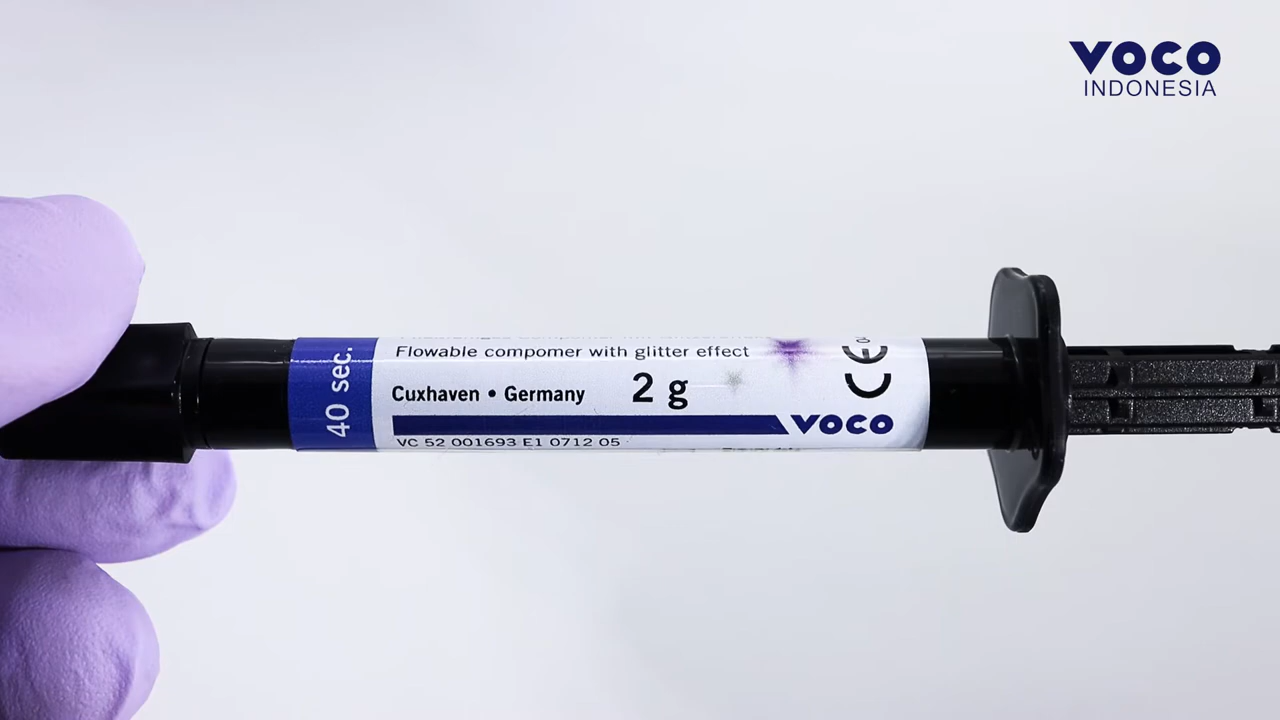 VOCO
INDONESIA
40 sec.
Flowable compomer with glitter effect
Cuxhaven • Germany
2 g
CE
VOCO
VC 52 001693 E1 0712 05